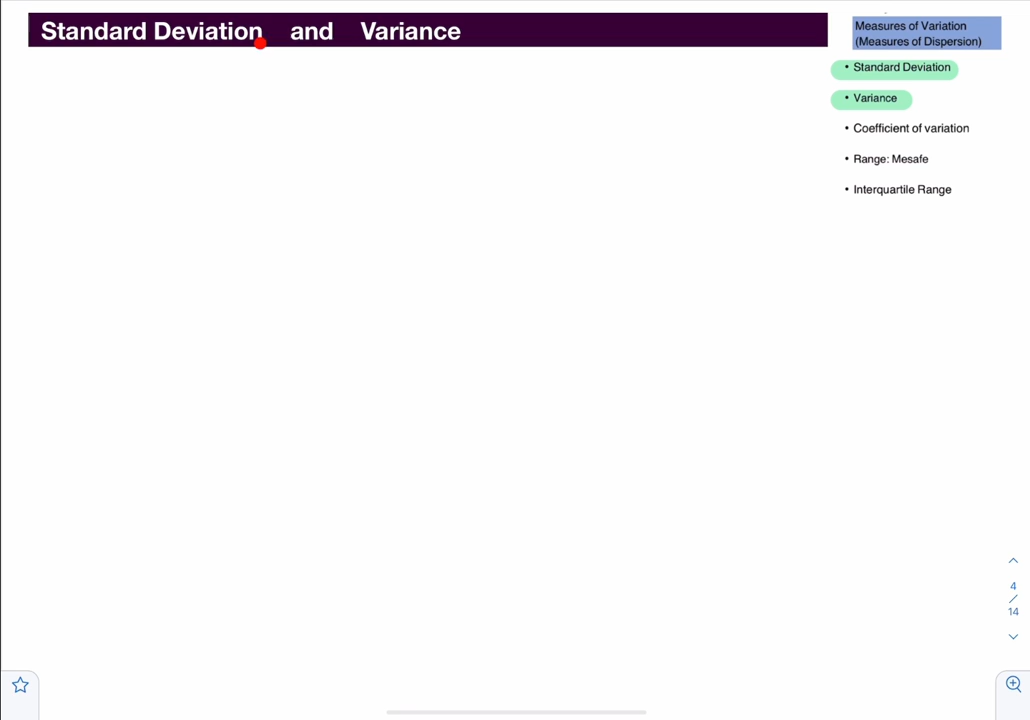 Standard Deviation and Variance
Measures of Variation
(Measures of Dispersion)
• Standard Deviation
• Variance
• Coefficient of variation
• Range: Mesafe
• Interquartile Range
4
/
14